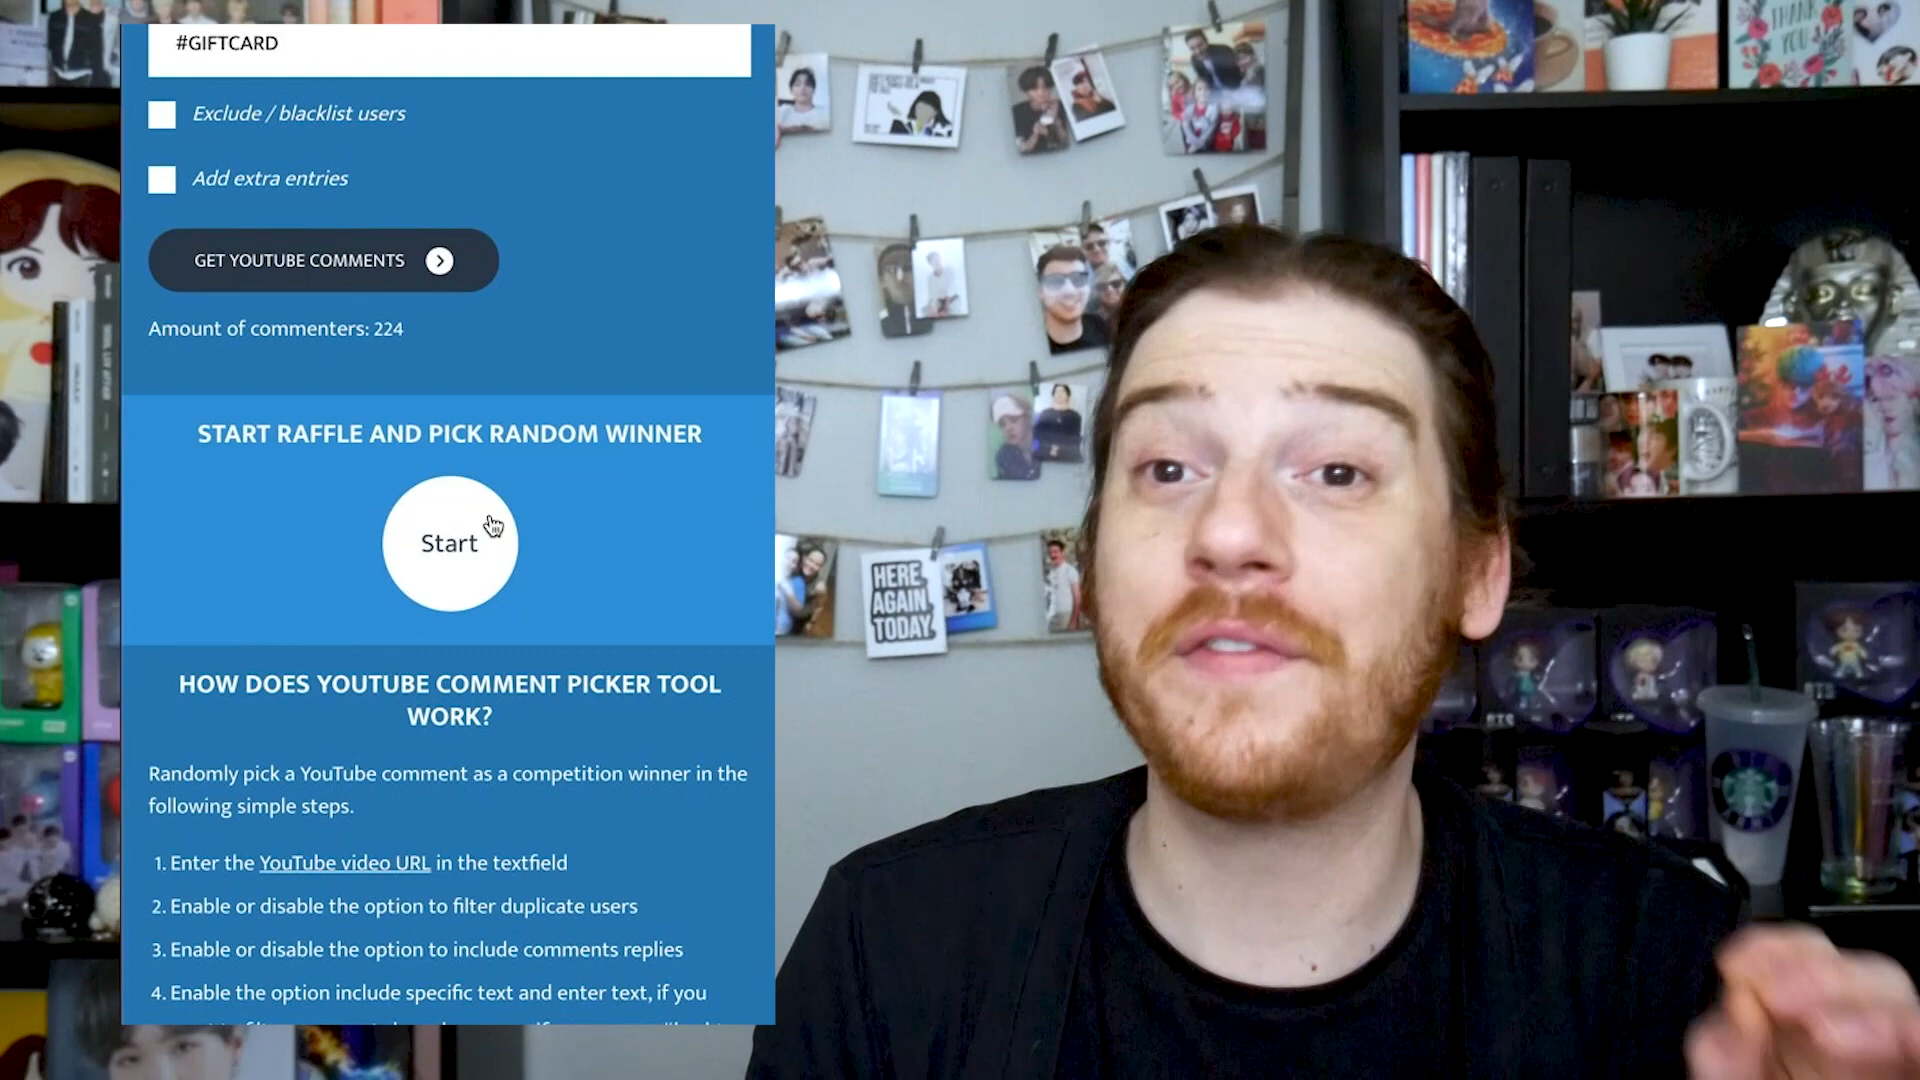 #GIFTCARD
Exclude / blacklist users
Add extra entries
GET YOUTUBE COMMENTS
Amount of commenters: 224
START RAFFLE AND PICK RANDOM WINNER
Start
HOW DOES YOUTUBE COMMENT PICKER TOOL
WORK?
Randomly pick a YouTube comment as a competition winner in the
following simple steps.
1. Enter the YouTube video URL in the textfield
2. Enable or disable the option to filter duplicate users
3. Enable or disable the option to include comments replies
4. Enable the option include specific text and enter text, if you
THANK
YOU
HERE
AGAIN
TODAY
BTS